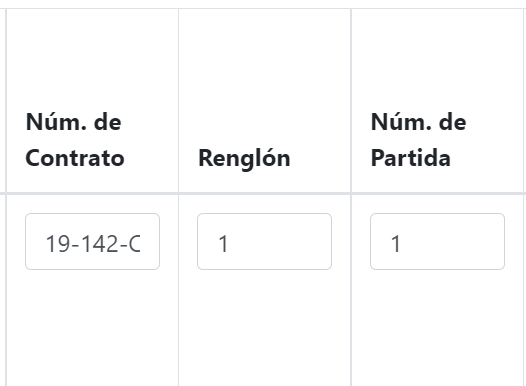 Núm. de
Contrato
Renglón
Núm. de
Partida
19-142-C
1
1